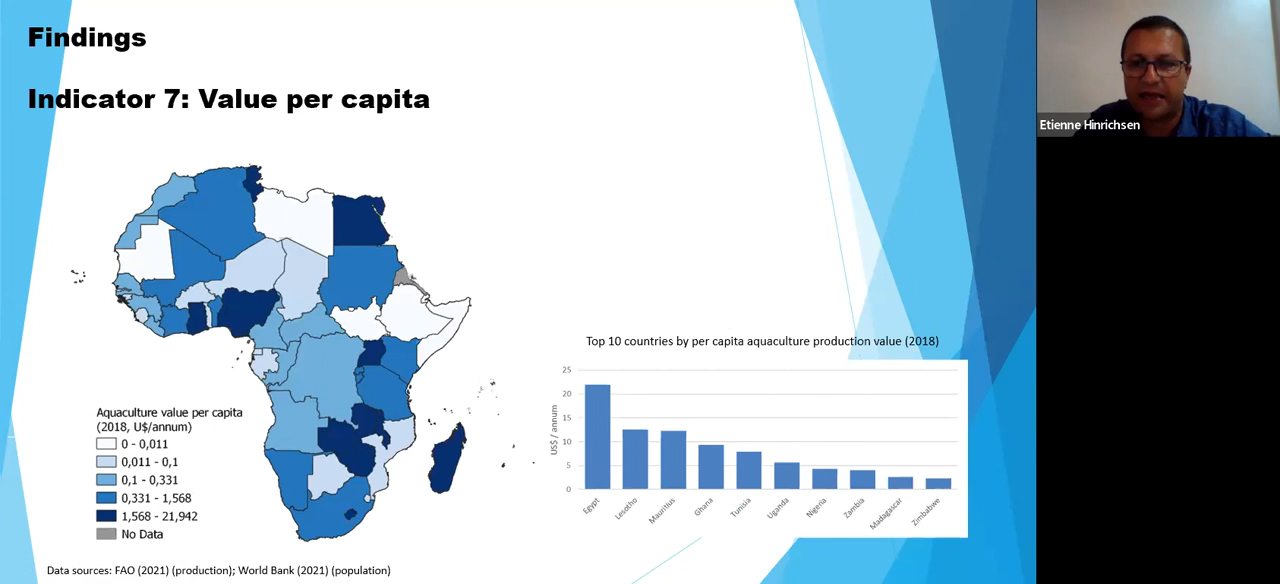 Findings
Indicator 7: Value per capita
Etienne Hinrichsen
Aquaculture value per capita
(2018, U$/annum)
0 - 0,011
0,011 - 0,1
0,1 - 0,331
0,331 - 1,568
1,568 - 21,942
No Data
Data sources: FAO (2021) (production); World Bank (2021) (population)
Top 10 countries by per capita aquaculture production value (2018)
US$ / annum
25
20
15
10
5
0
Egypt
Lesotho
Mauritius
Ghana
Tunisia
Uganda
Nigeria
Zambia
Madagascar
Zimbabwe